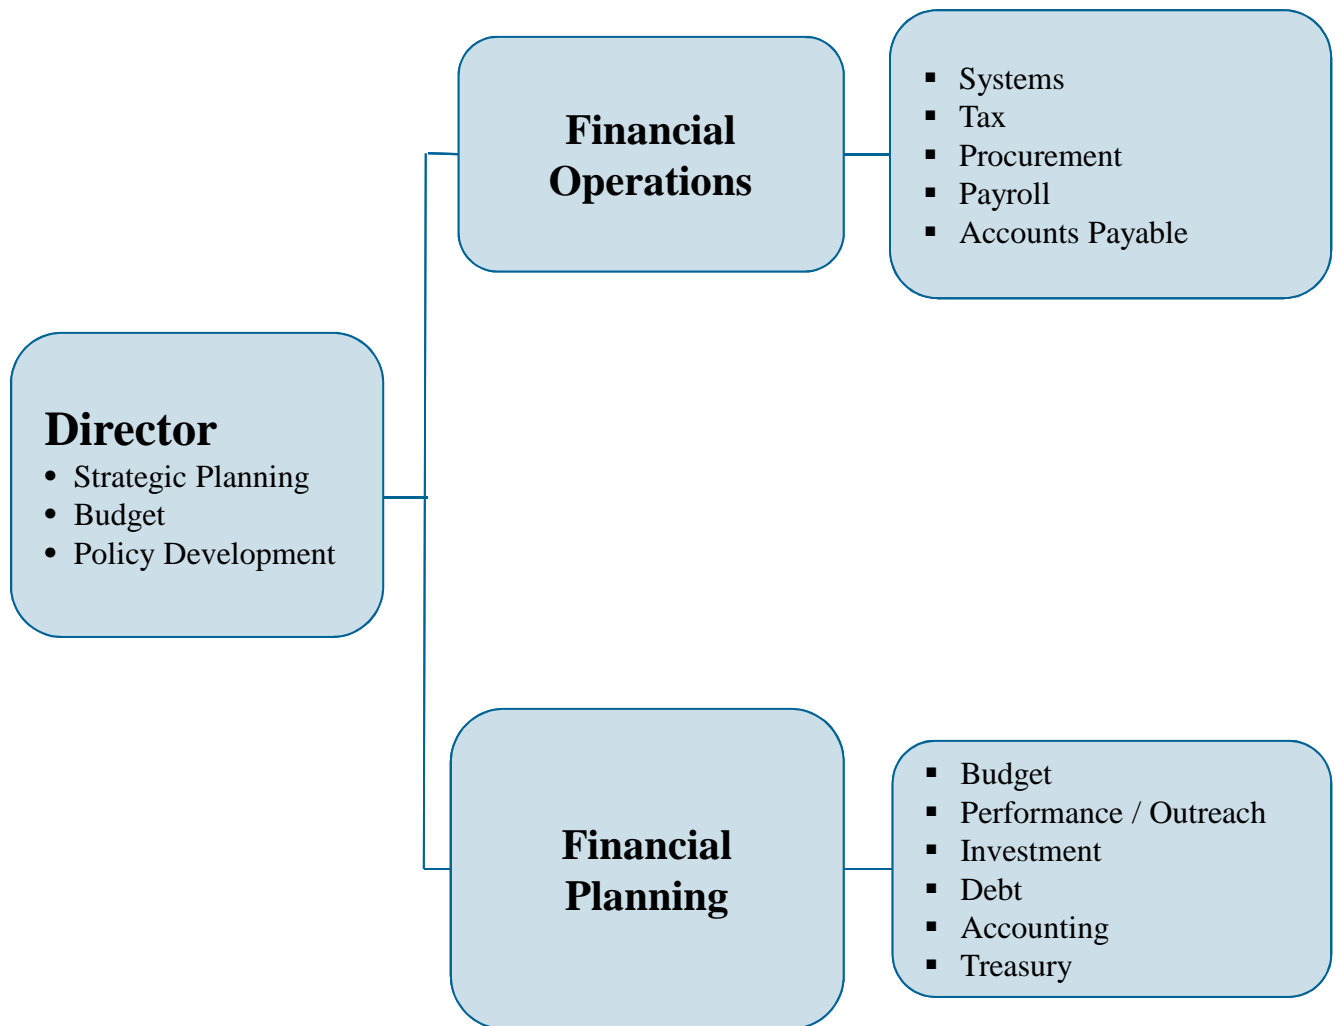 Financial
Operations
▪ Systems
▪ Tax
▪ Procurement
▪ Payroll
▪ Accounts Payable
Director
• Strategic Planning
• Budget
• Policy Development
Financial
Planning
▪ Budget
▪ Performance / Outreach
▪ Investment
▪ Debt
▪ Accounting
▪ Treasury